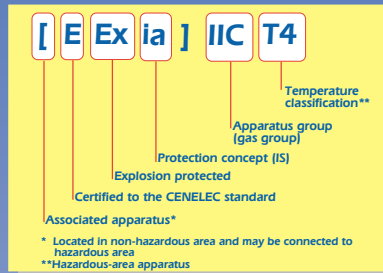 [ E Ex ia ] IIC T4
Temperature
classification**
Apparatus group
(gas group)
Protection concept (IS)
Explosion protected
Certified to the CENELEC standard
Associated apparatus*
* Located in non-hazardous area and may be connected to
hazardous area
**Hazardous-area apparatus